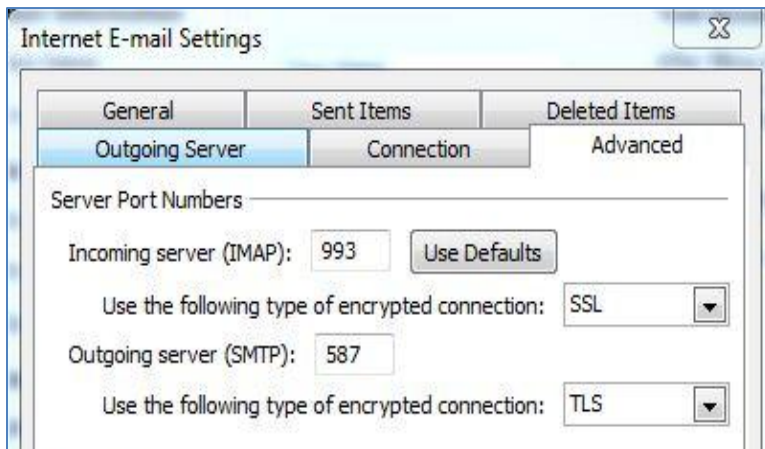 Internet E-mail Settings
General Sent Items Deleted Items
Outgoing Server Connection Advanced
Server Port Numbers
Incoming server (IMAP): 993 Use Defaults
Use the following type of encrypted connection: SSL
Outgoing server (SMTP): 587
Use the following type of encrypted connection: TLS